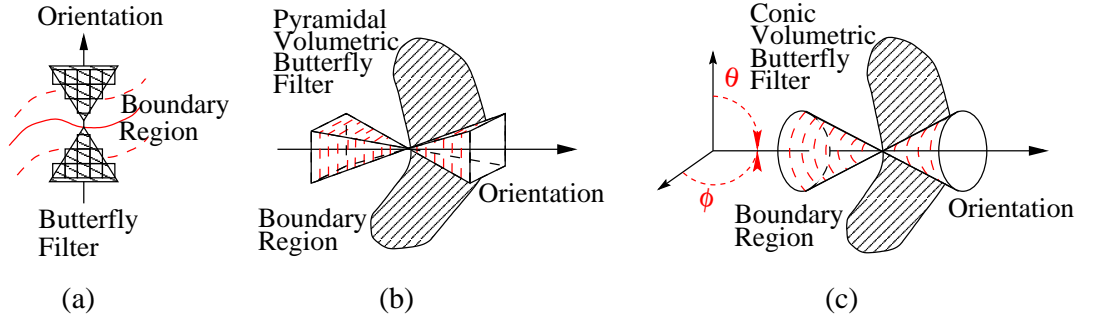 Orientation
Boundary
Region
Butterfly
Filter
(a)
Pyramidal
Volumetric
Butterfly
Filter
Orientation
Boundary
Region
(b)
Conic
Volumetric
Butterfly
Filter
θ
ϕ
Boundary
Region
Orientation
(c)